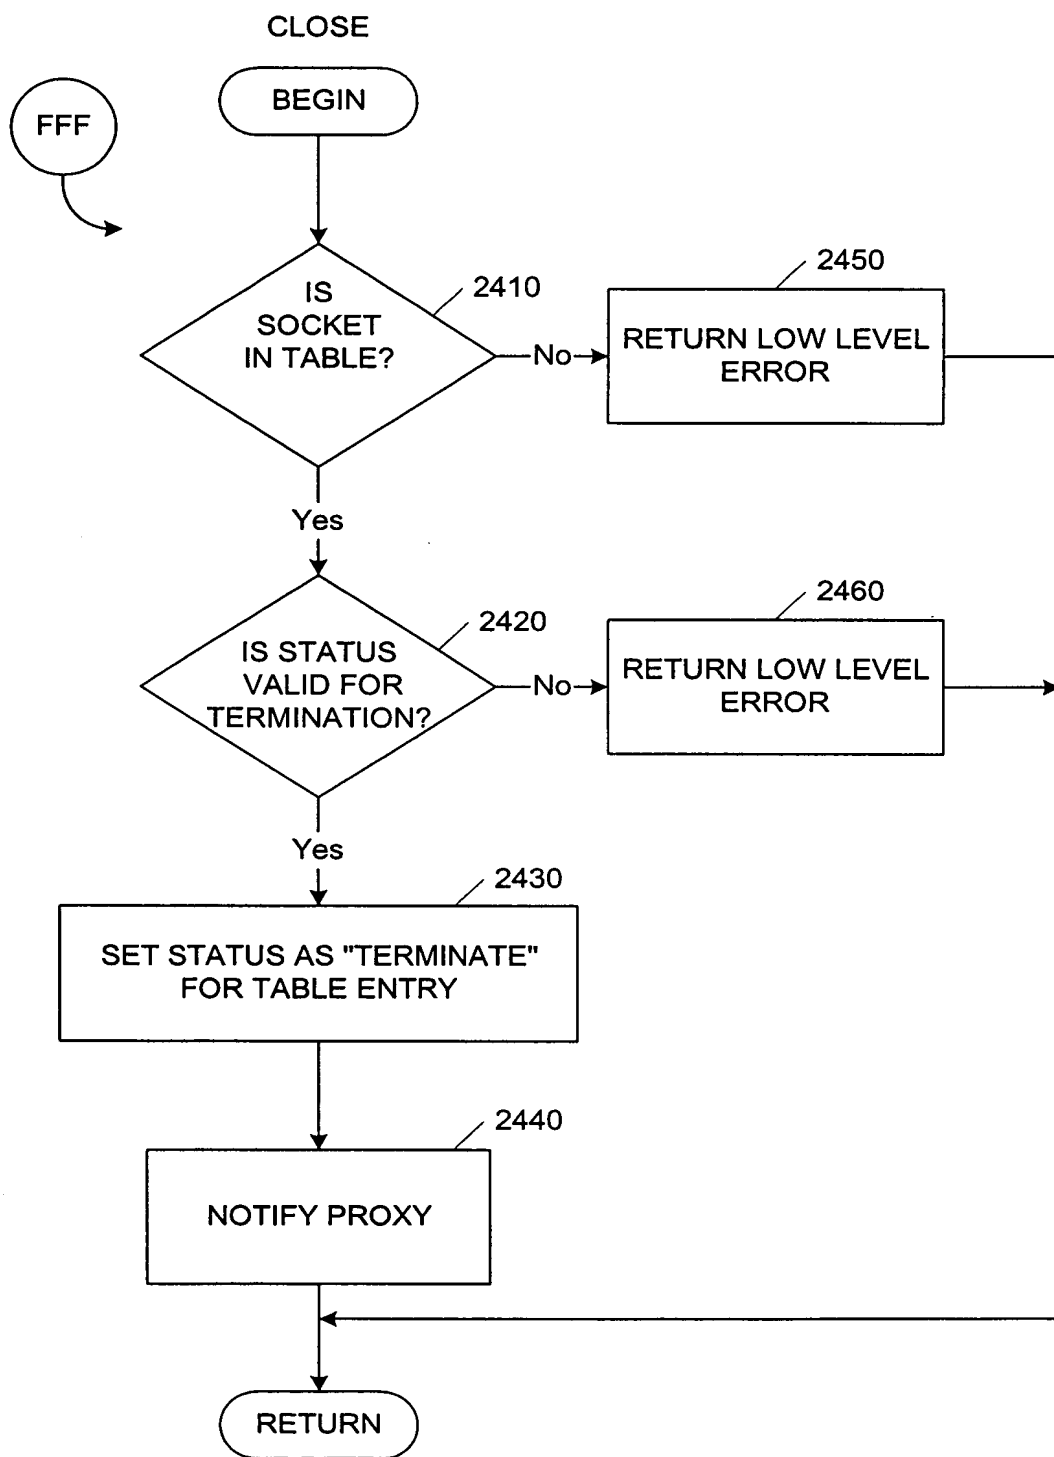 CLOSE
BEGIN
FFF
IS
SOCKET
IN TABLE?
2410
No
2450
RETURN LOW LEVEL
ERROR
Yes
IS STATUS
VALID FOR
TERMINATION?
2420
No
2460
RETURN LOW LEVEL
ERROR
Yes
2430
SET STATUS AS "TERMINATE"
FOR TABLE ENTRY
2440
NOTIFY PROXY
RETURN